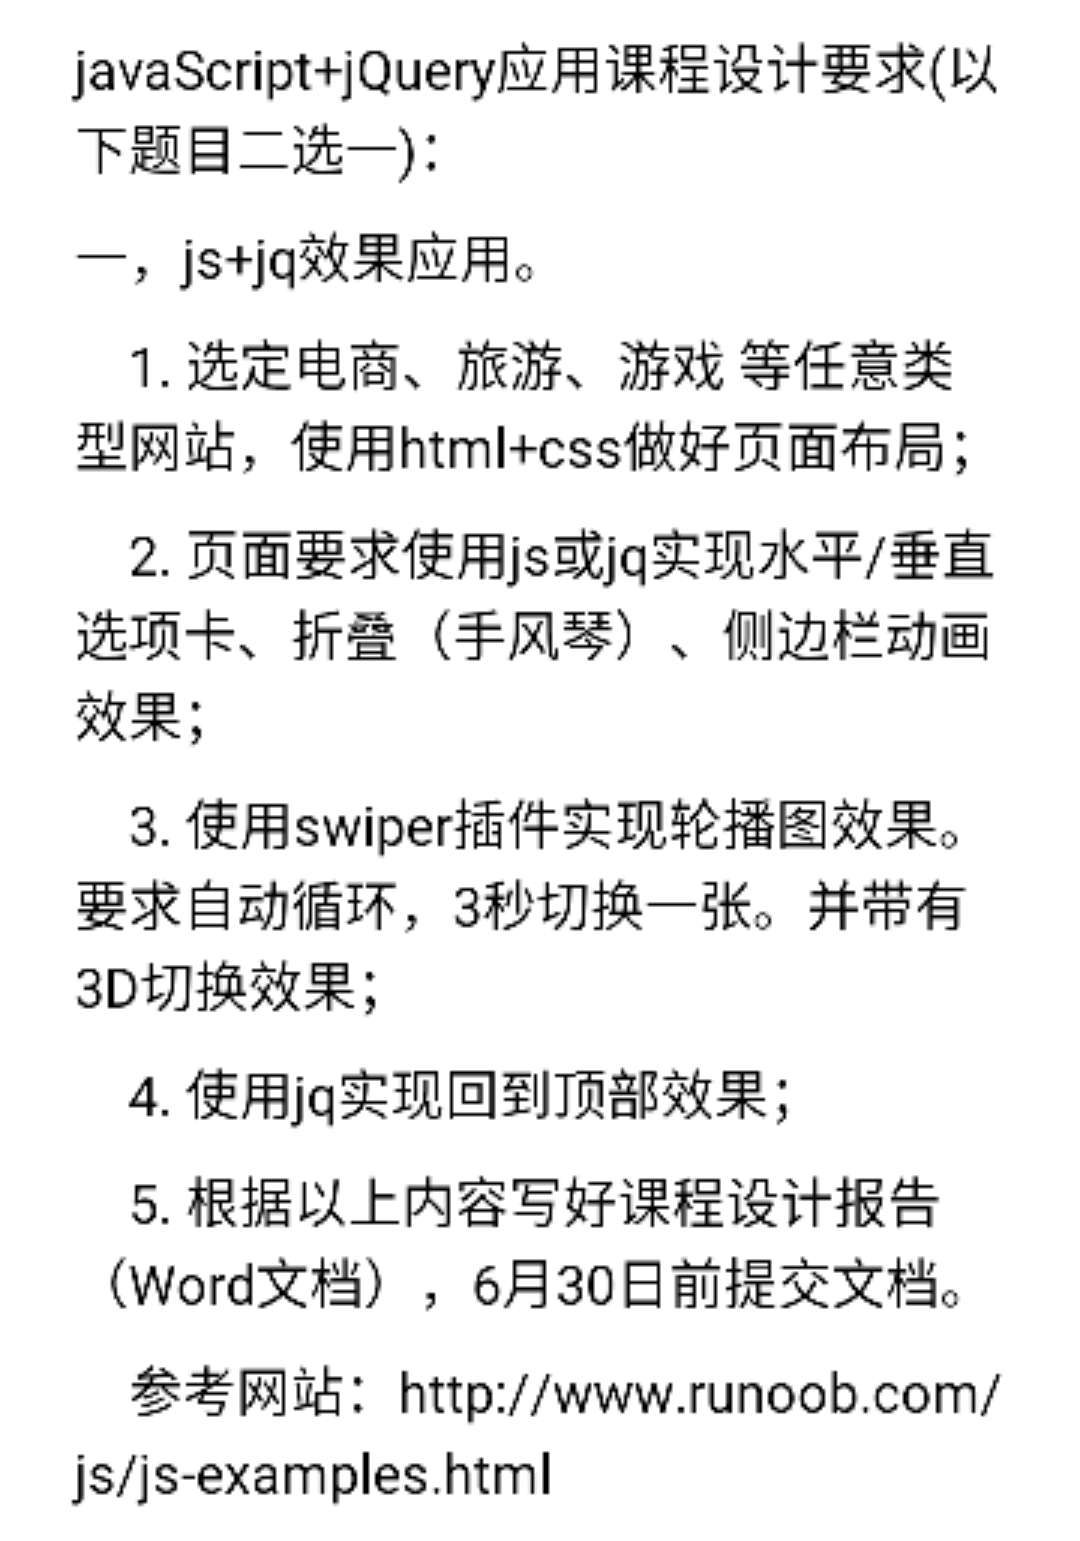 javaScript+jQuery应用课程设计要求(以
下题目二选一)：
一，js+jq效果应用。
1. 选定电商、旅游、游戏 等任意类
型网站，使用html+css做好页面布局；
2. 页面要求使用js或jq实现水平/垂直
选项卡、折叠（手风琴）、侧边栏动画
效果；
3. 使用swiper插件实现轮播图效果。
要求自动循环，3秒切换一张。并带有
3D切换效果；
4. 使用jq实现回到顶部效果；
5. 根据以上内容写好课程设计报告
（Word文档），6月30日前提交文档。
参考网站：http://www.runoob.com/
js/js-examples.html